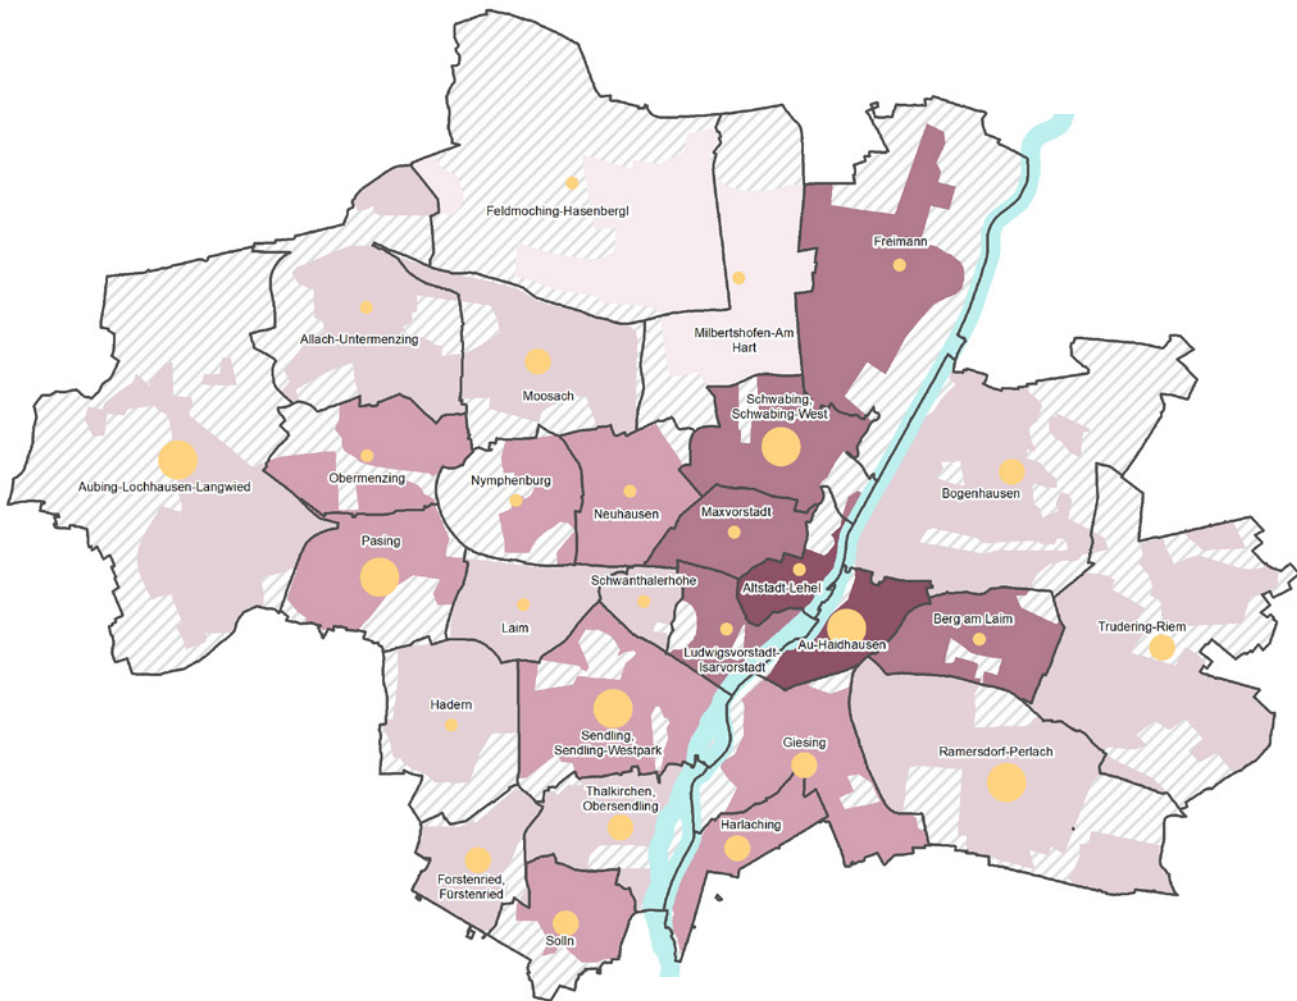 Feldmoching-Hasenbergl
Freimann
Allach-Untermenzing
Milbertshofen-Am
Hart
Moosach
Schwabing,
Schwabing-West
Aubing-Lochhausen-Langwied
Obermenzing
Nymphenburg
Neuhausen
Maxvorstadt
Bogenhausen
Pasing
Schwanthalerhöhe
Altstadt-Lehel
Laim
Ludwigsvorstadt-
Isarvorstadt
Au-Haidhausen
Berg am Laim
Trudering-Riem
Hadern
Sendling,
Sendling-Westpark
Giesing
Ramersdorf-Perlach
Thalkirchen,
Obersendling
Harlaching
Forstenried,
Fürstenried
Solln